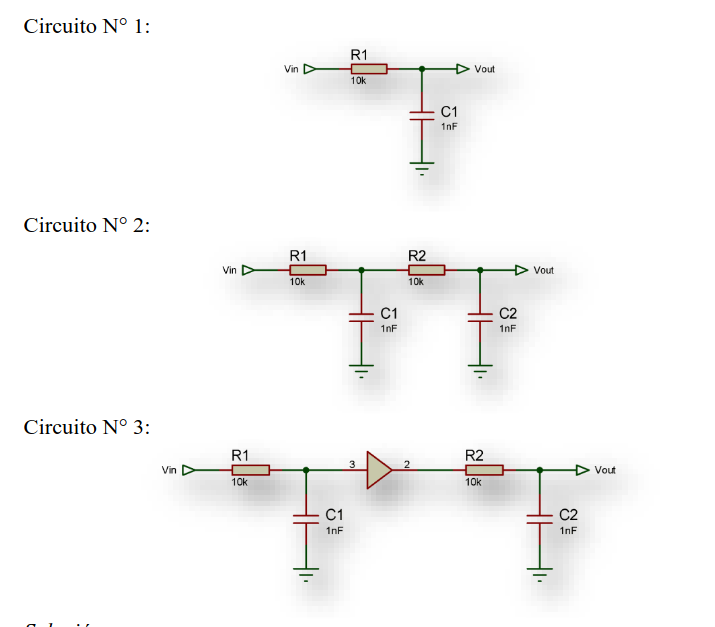 Circuito N° 1:
R1
Vin
Vout
10k
C1
1nF
Circuito N° 2:
R1
R2
Vin
Vout
10k
10k
C1
C2
1nF
1nF
Circuito N° 3:
R1
R2
3
2
Vin
Vout
10k
10k
C1
C2
1nF
1nF